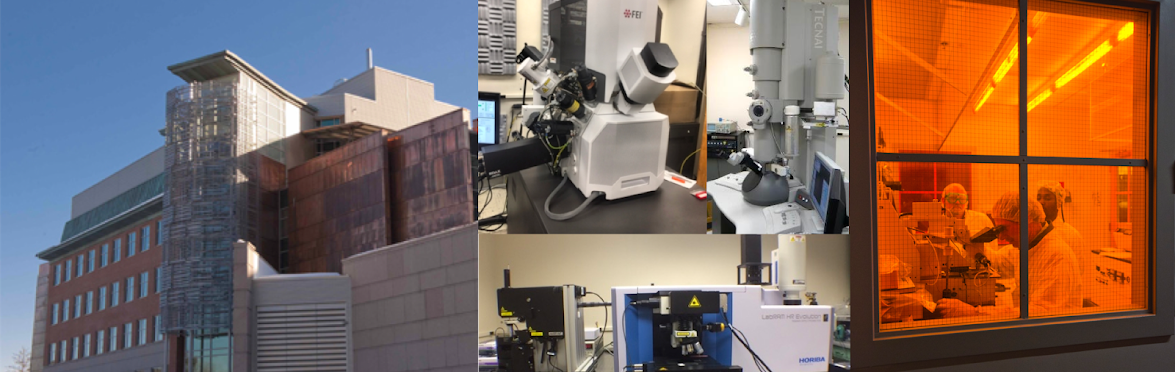 FEI
TECNAI
LabRAM HR Evolution
HORIBA